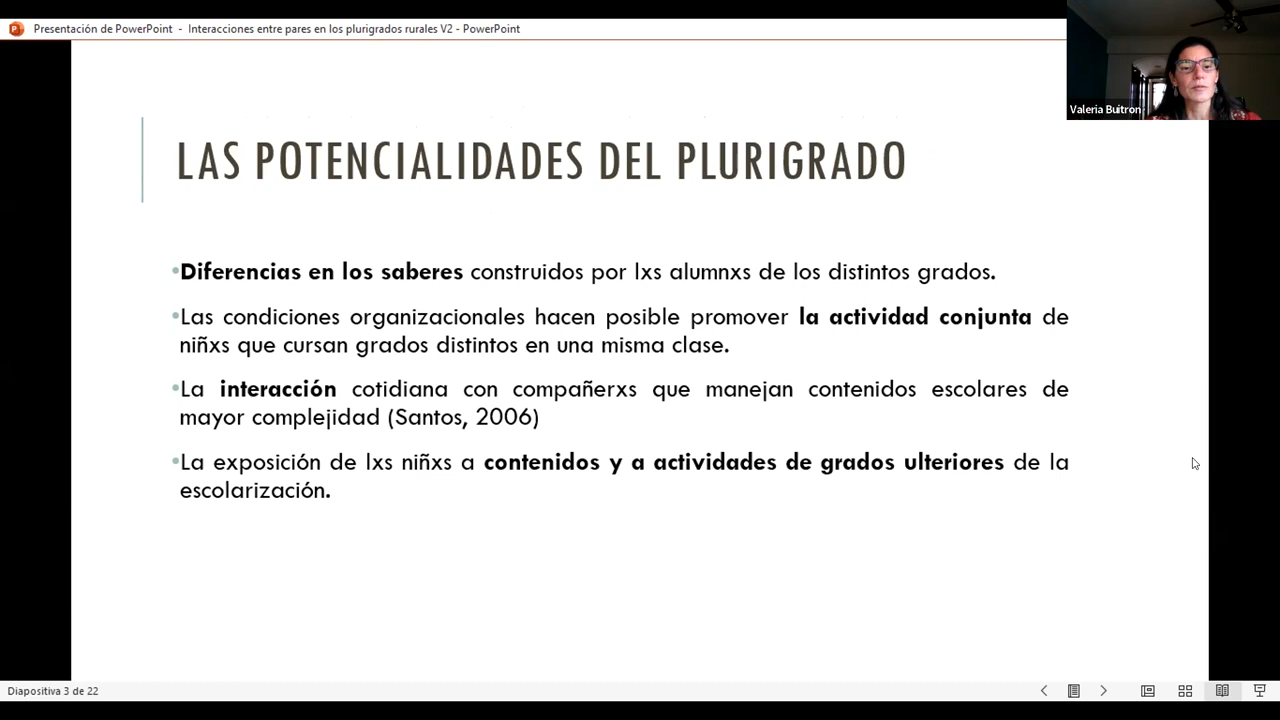 Presentación de PowerPoint - Interacciones entre pares en los plurigrados rurales V2 - PowerPoint
Valeria Buitron
LAS POTENCIALIDADES DEL PLURIGRADO
•Diferencias en los saberes construidos por lxs alumnxs de los distintos grados.
•Las condiciones organizacionales hacen posible promover la actividad conjunta de
niñxs que cursan grados distintos en una misma clase.
•La interacción cotidiana con compañerxs que manejan contenidos escolares de
mayor complejidad (Santos, 2006)
•La exposición de lxs niñxs a contenidos y a actividades de grados ulteriores de la
escolarización.
Diapositiva 3 de 22